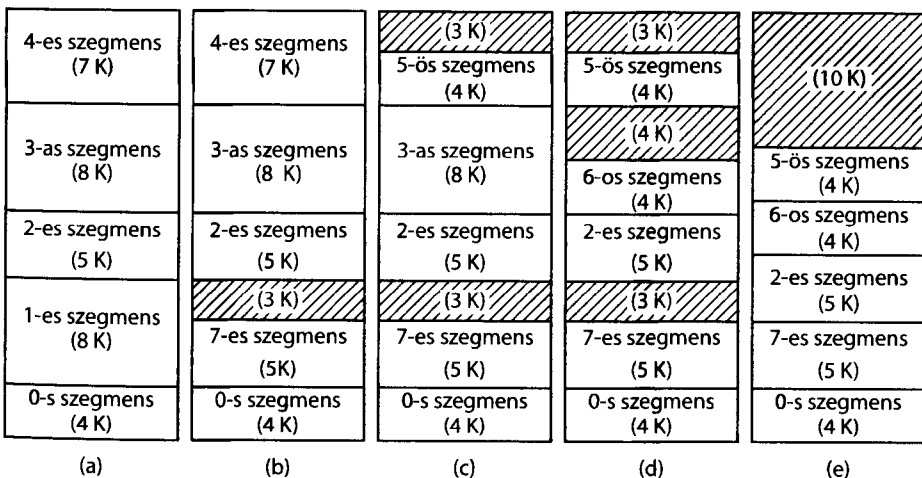 4-es szegmens
(7 K)
3-as szegmens
(8 K)
2-es szegmens
(5 K)
1-es szegmens
(8 K)
0-s szegmens
(4 K)
(a)
4-es szegmens
(7 K)
3-as szegmens
(8 K)
2-es szegmens
(5 K)
(3 K)
7-es szegmens
(5K)
0-s szegmens
(4 K)
(b)
(3 K)
5-ös szegmens
(4 K)
3-as szegmens
(8 K)
2-es szegmens
(5 K)
(3 K)
7-es szegmens
(5 K)
0-s szegmens
(4 K)
(c)
(3 K)
5-ös szegmens
(4 K)
(4 K)
6-os szegmens
(4 K)
2-es szegmens
(5 K)
(3 K)
7-es szegmens
(5 K)
0-s szegmens
(4 K)
(d)
(10 K)
5-ös szegmens
(4 K)
6-os szegmens
(4 K)
2-es szegmens
(5 K)
7-es szegmens
(5 K)
0-s szegmens
(4 K)
(e)